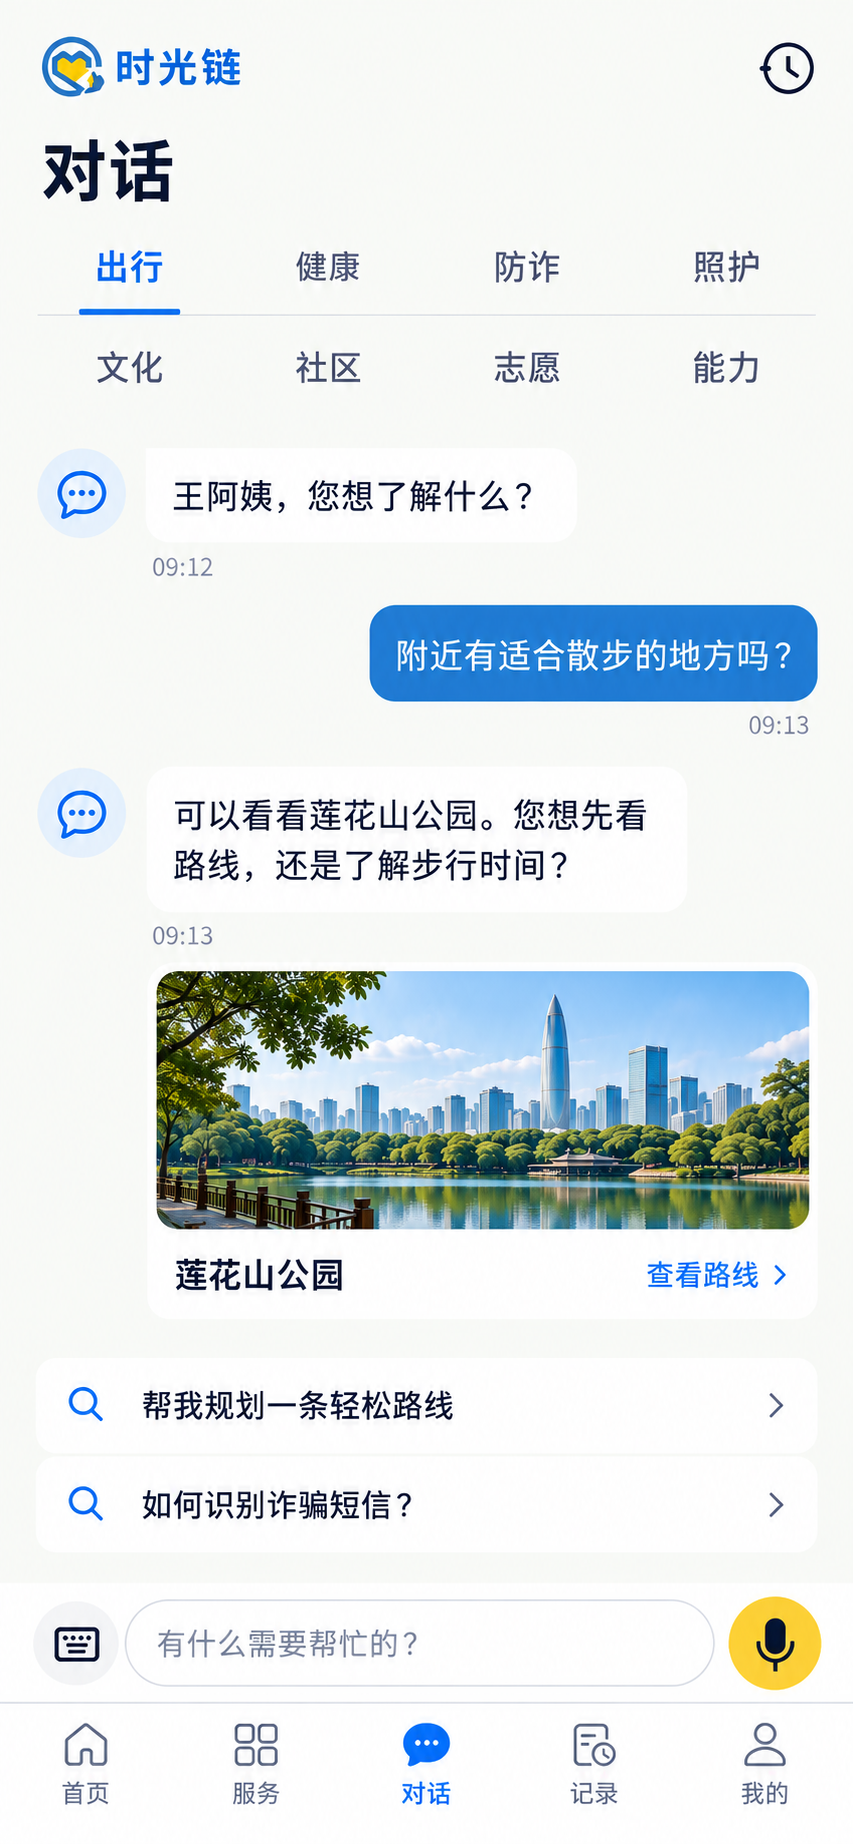 时光链
对话
出行 健康 防诈 照护
文化 社区 志愿 能力
王阿姨，您想了解什么？
09:12
附近有适合散步的地方吗？
09:13
可以看看莲花山公园。您想先看
路线，还是了解步行时间？
09:13
莲花山公园 查看路线
帮我规划一条轻松路线
如何识别诈骗短信？
有什么需要帮忙的？
首页 服务 对话 记录 我的